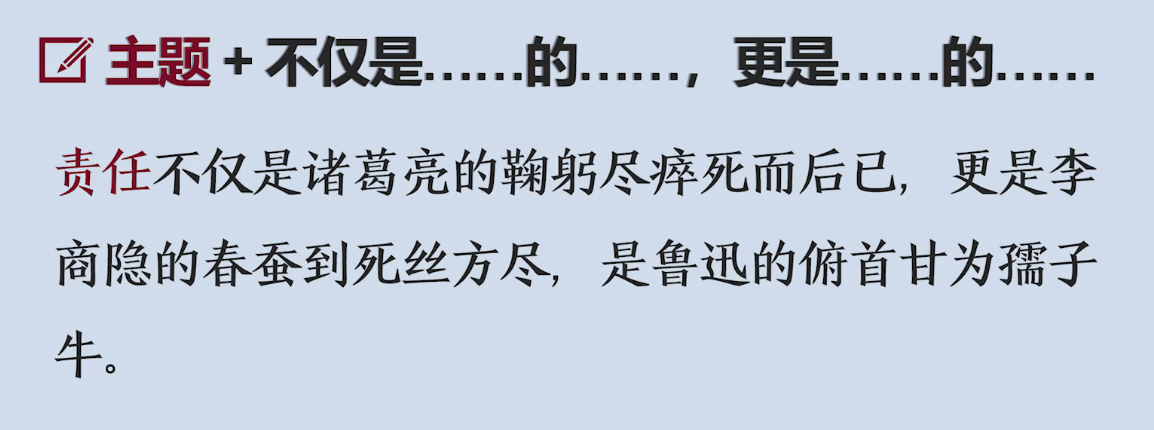 主题 + 不仅是……的……，更是……的……
责任不仅是诸葛亮的鞠躬尽瘁死而后已，更是李
商隐的春蚕到死丝方尽，是鲁迅的俯首甘为孺子
牛。